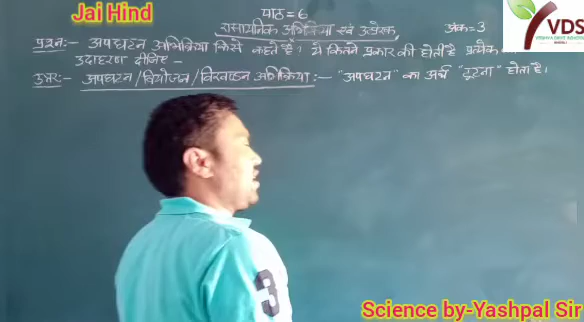 Jai Hind
पाठ = 6
रासायनिक अभिक्रिया एवं उत्प्रेरक,
अंक = 3
VDS
प्रश्न:- अपघटन अभिक्रिया किसे कहते हैं। ये कितने प्रकार की होती है प्रत्येक
उदाहरण दीजिए -
उत्तर:- अपघटन/वियोजन/विखण्डन अभिक्रिया:- "अपघटन" का अर्थ "टूटना" होता है।
3
Science by-Yashpal Sir